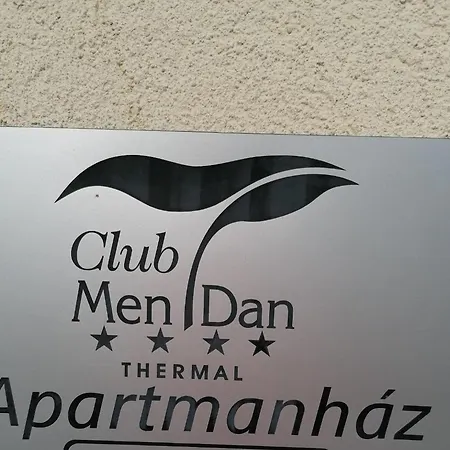 Club
Men Dan
★ ★ ★ ★
THERMAL
Apartmanház